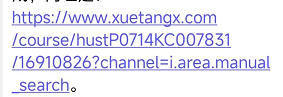 https://www.xuetangx.com
/course/hustP0714KC007831
/16910826?channel=i.area.manual
_search。